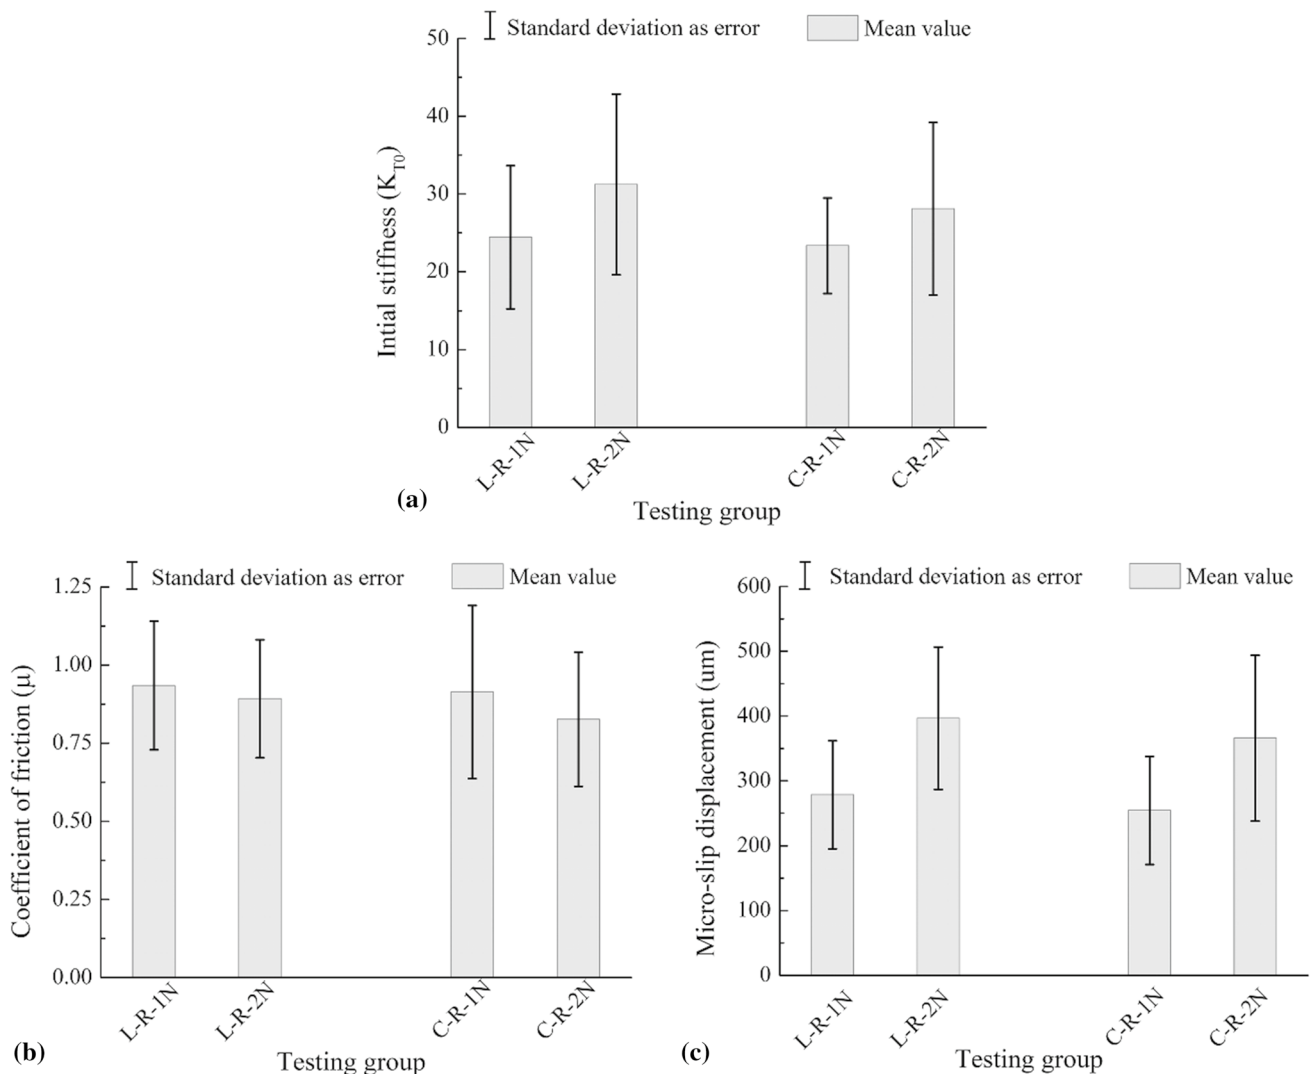 Standard deviation as error Mean value
50
40
30
20
10
0
Intial stiffness (K_T0)
L-R-1N L-R-2N C-R-1N C-R-2N
(a)
Testing group
Standard deviation as error Mean value
1.25
1.00
0.75
0.50
0.25
0.00
Coefficient of friction (μ)
L-R-1N L-R-2N C-R-1N C-R-2N
(b)
Testing group
Standard deviation as error Mean value
600
500
400
300
200
100
0
Micro-slip displacement (um)
L-R-1N L-R-2N C-R-1N C-R-2N
(c)
Testing group